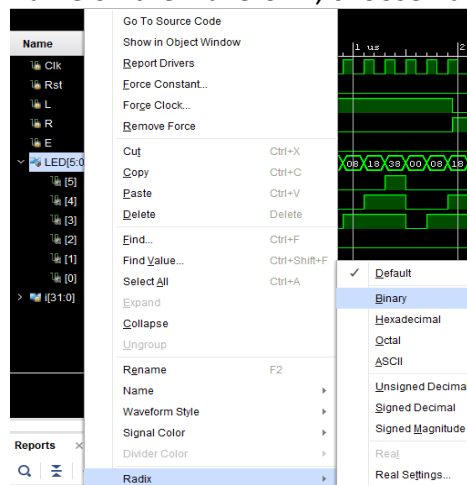 Name
Clk
Rst
L
R
E
LED[5:0
[5]
[4]
[3]
[2]
[1]
[0]
i[31:0]
Reports
Go To Source Code
Show in Object Window
Report Drivers
Force Constant...
Force Clock...
Remove Force
Cut Ctrl+X
Copy Ctrl+C
Paste Ctrl+V
Delete Delete
Find... Ctrl+F
Find Value... Ctrl+Shift+F
Select All Ctrl+A
Expand
Collapse
Ungroup
Rename F2
Name
Waveform Style
Signal Color
Divider Color
Radix
1 us 2
08 18 38 00 08 18
Default
Binary
Hexadecimal
Octal
ASCII
Unsigned Decima
Signed Decimal
Signed Magnitude
Real
Real Settings...